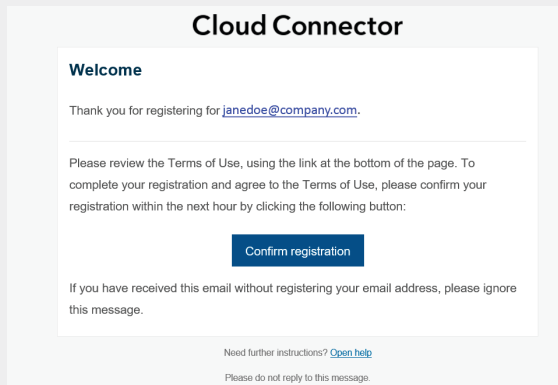 Cloud Connector
Welcome
Thank you for registering for janedoe@company.com.
Please review the Terms of Use, using the link at the bottom of the page. To
complete your registration and agree to the Terms of Use, please confirm your
registration within the next hour by clicking the following button:
Confirm registration
If you have received this email without registering your email address, please ignore
this message.
Need further instructions? Open help
Please do not reply to this message.